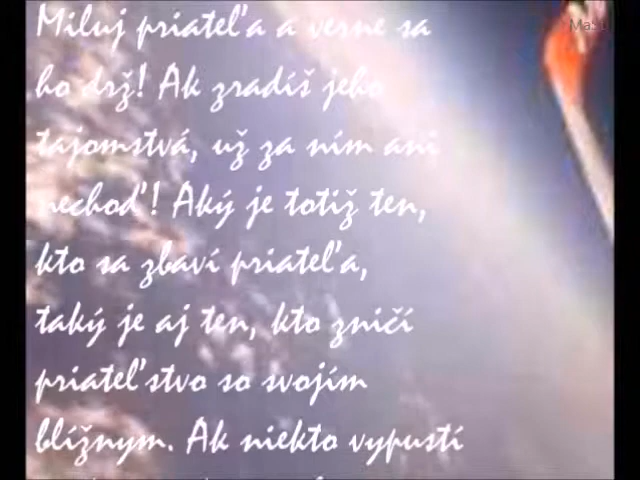 Miluj priateľa a verne sa
ho drž! Ak zradíš jeho
tajomstvá, už za ním ani
nechoď! Aký je totiž ten,
kto sa zbaví priateľa,
taký je aj ten, kto zničí
priateľstvo so svojím
blížnym. Ak niekto vypustí